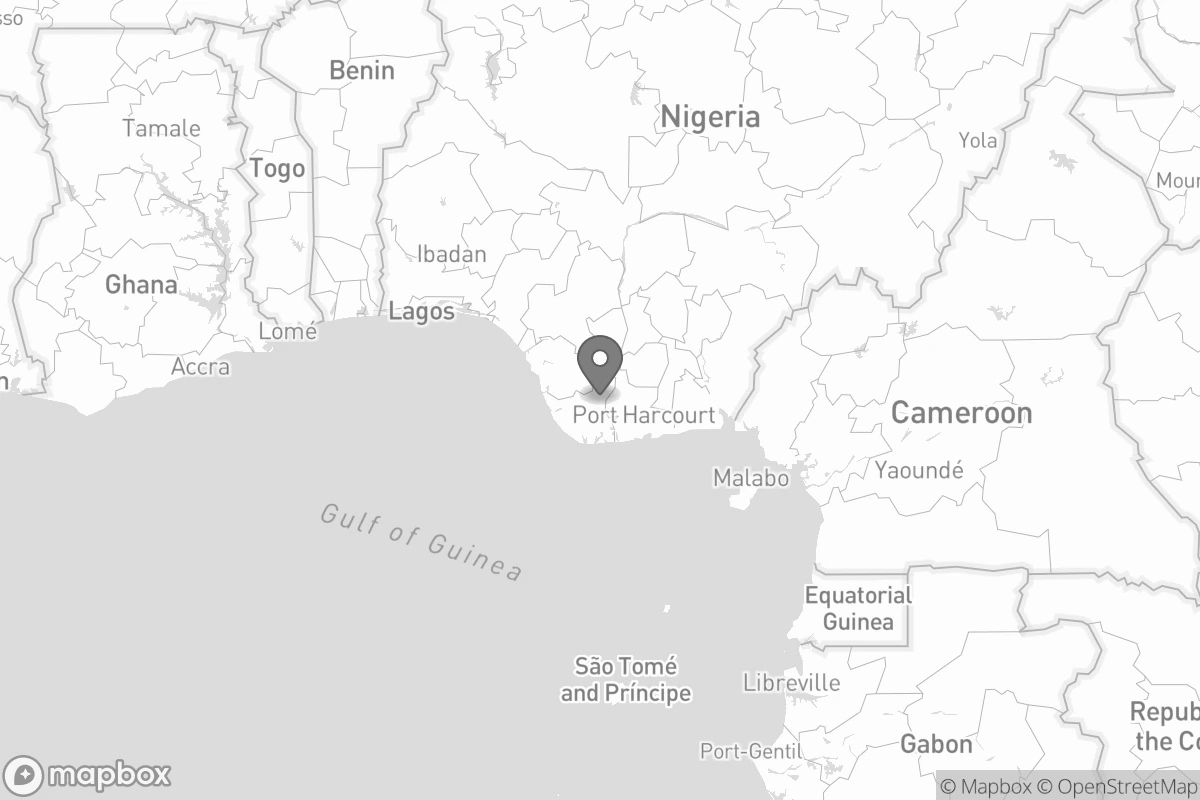 sso
Benin
Nigeria
Tamale
Yola
Togo
Moun
Ibadan
Ghana
Lagos
Lomé
Accra
n
Port Harcourt
Cameroon
Yaoundé
Malabo
Gulf of Guinea
Equatorial
Guinea
São Tomé
and Príncipe
Libreville
Repub
the Co
Gabon
Port-Gentil
mapbox
© Mapbox © OpenStreetMap